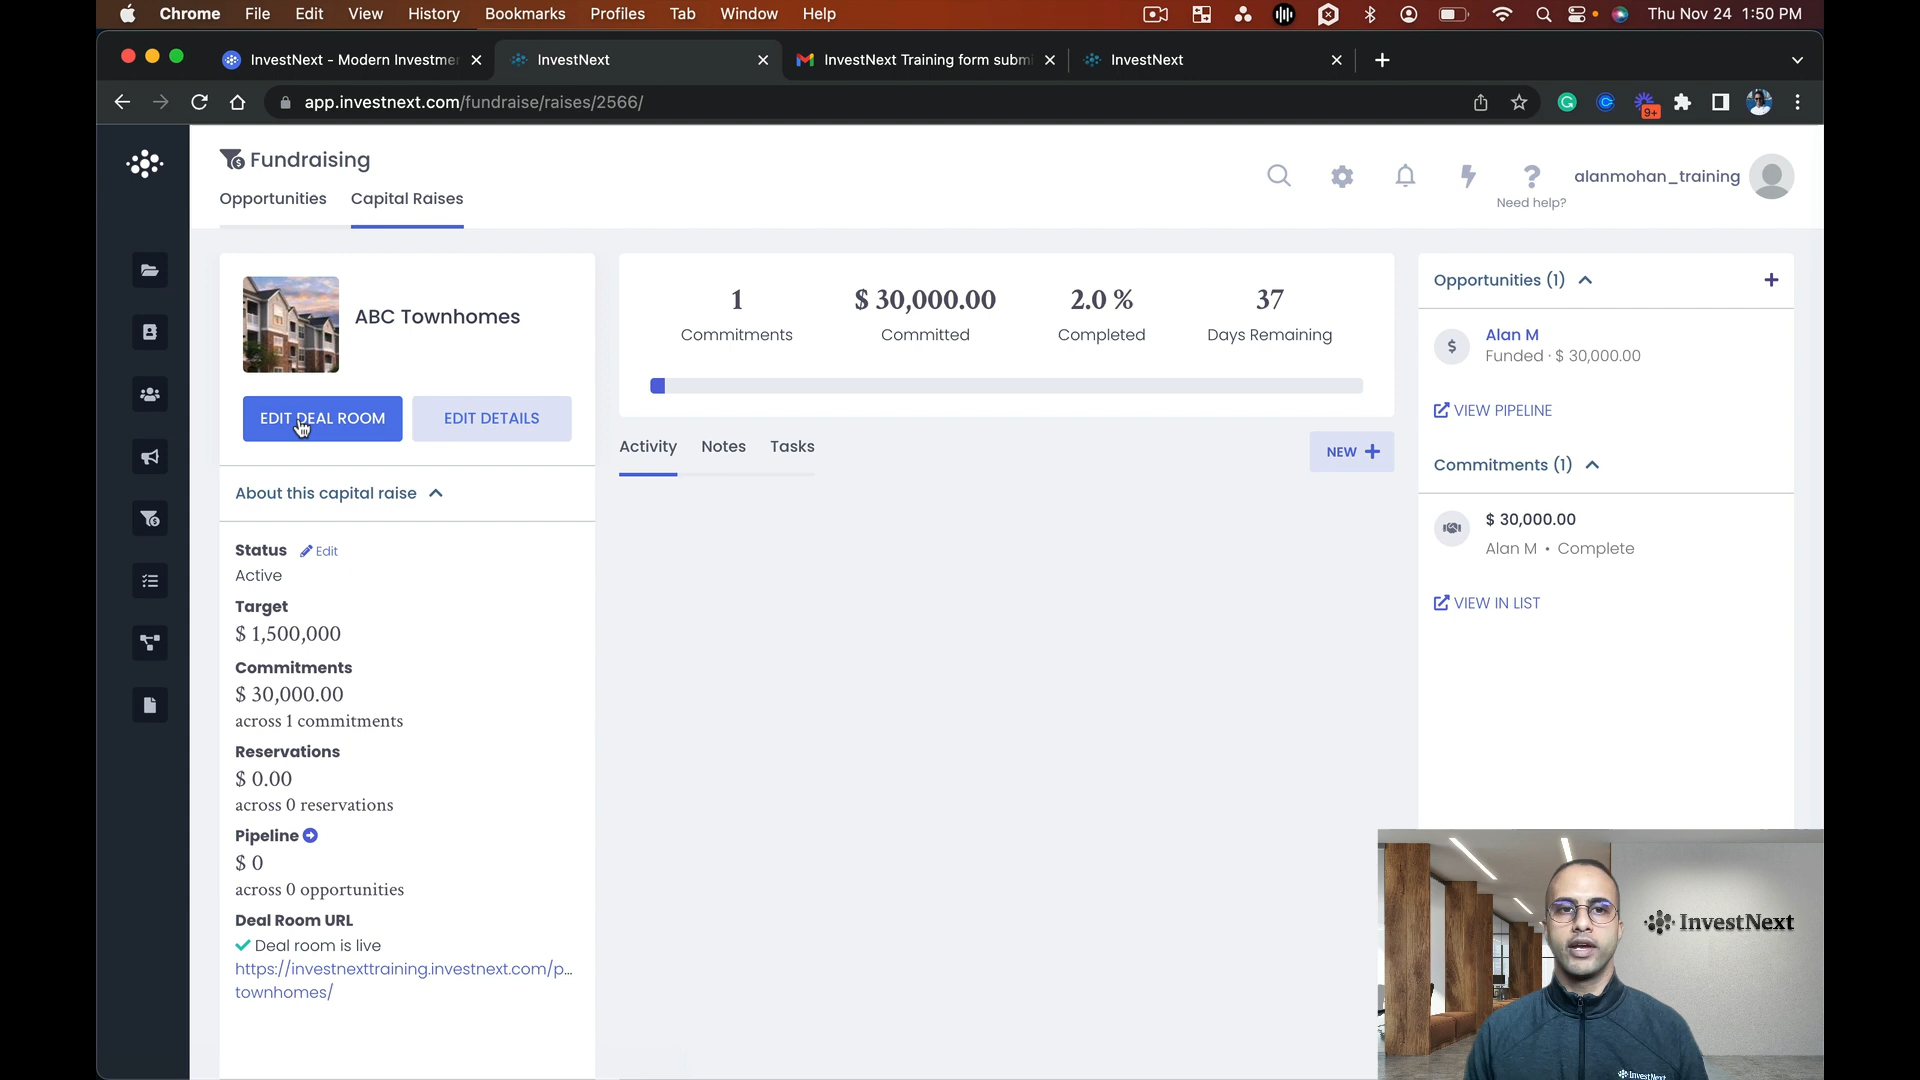 Chrome File Edit View History Bookmarks Profiles Tab Window Help Thu Nov 24 1:50 PM
InvestNext - Modern Investme InvestNext InvestNext Training form subm InvestNext
app.investnext.com/fundraise/raises/2566/
9+
Fundraising
Opportunities Capital Raises
Need help?
alanmohan_training
ABC Townhomes
EDIT DEAL ROOM EDIT DETAILS
About this capital raise
Status Edit
Active
Target
$ 1,500,000
Commitments
$ 30,000.00
across 1 commitments
Reservations
$ 0.00
across 0 reservations
Pipeline
$ 0
across 0 opportunities
Deal Room URL
Deal room is live
https://investnexttraining.investnext.com/p...
townhomes/
1 $ 30,000.00 2.0 % 37
Commitments Committed Completed Days Remaining
Activity Notes Tasks
NEW +
Opportunities (1)
Alan M
Funded · $ 30,000.00
VIEW PIPELINE
Commitments (1)
$ 30,000.00
Alan M • Complete
VIEW IN LIST
InvestNext
InvestNext